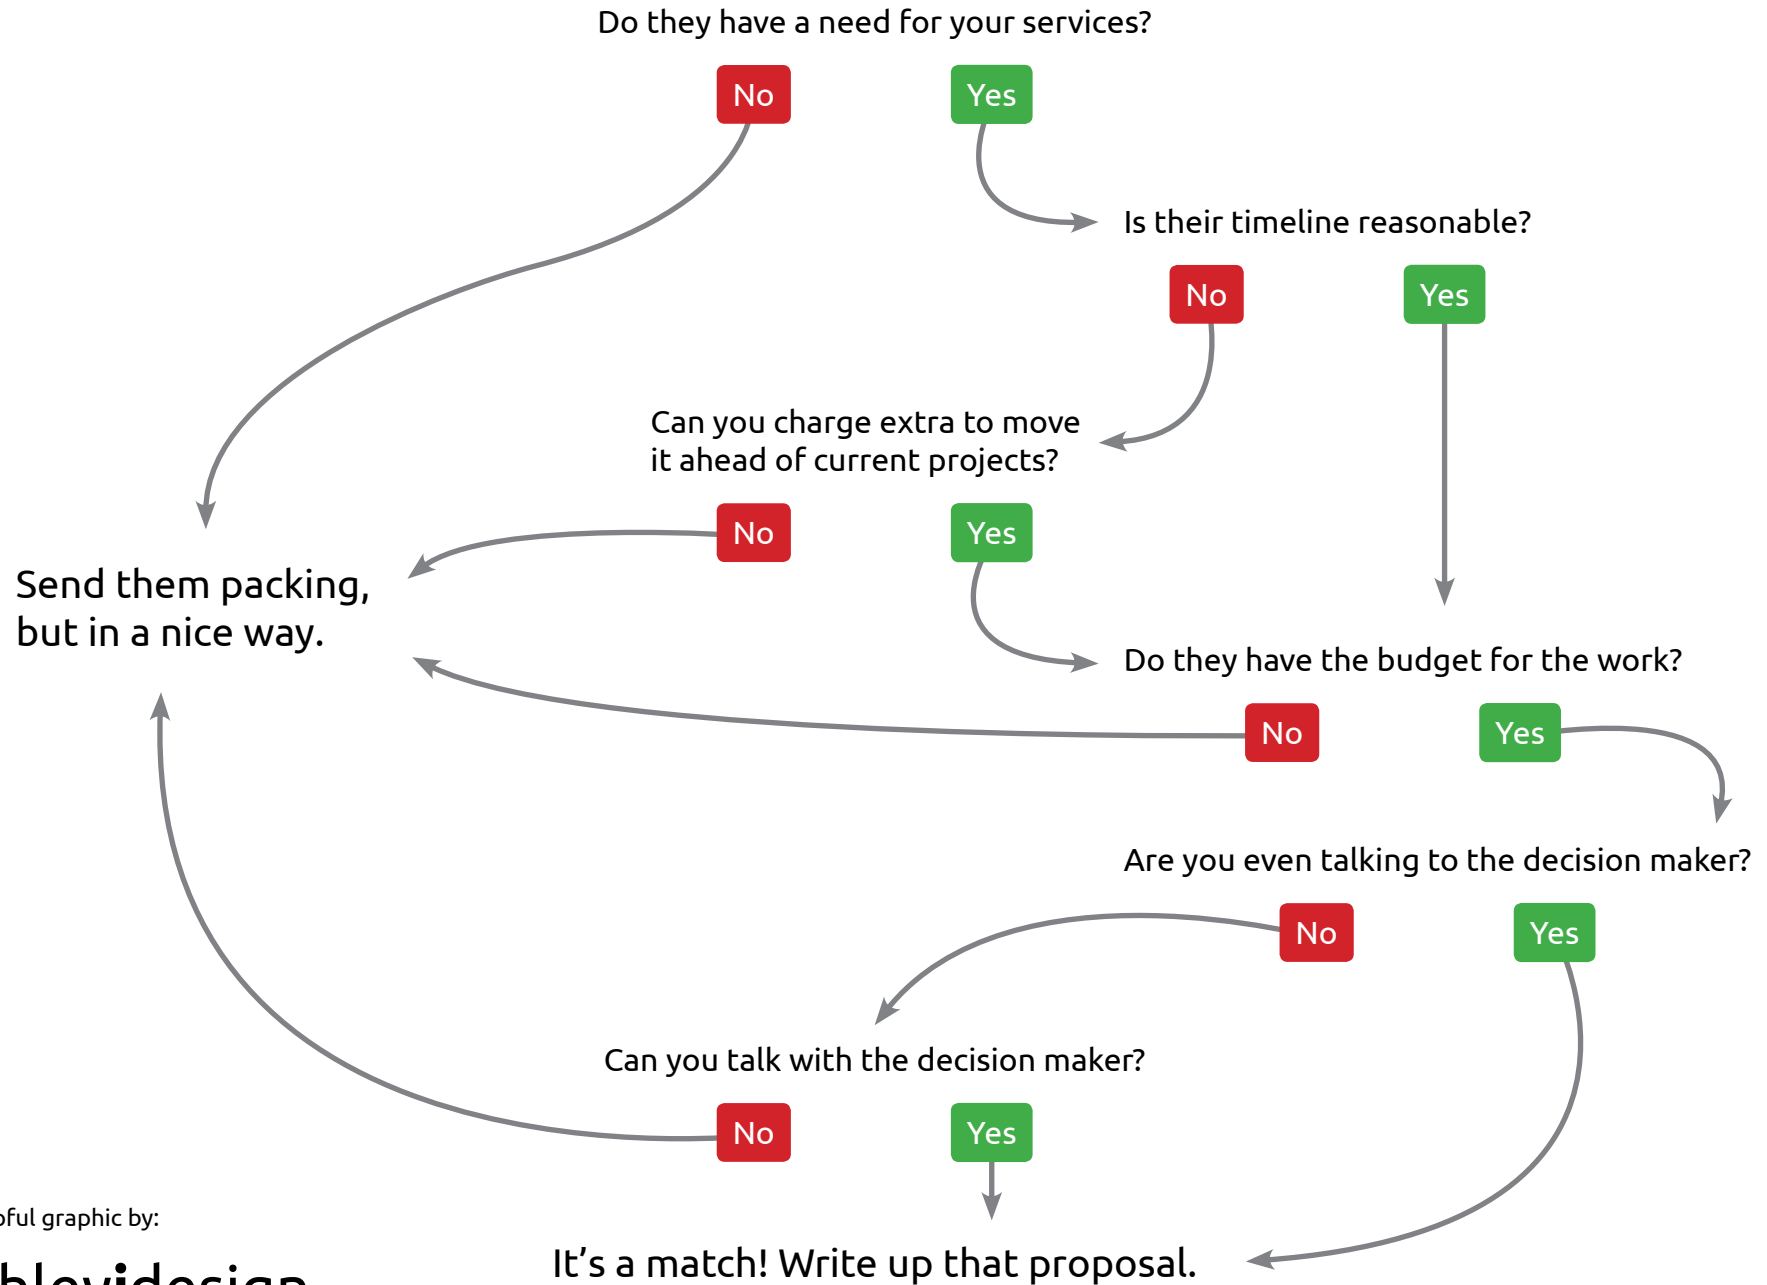 Do they have a need for your services?
No
Yes
Is their timeline reasonable?
No
Yes
Can you charge extra to move
it ahead of current projects?
No
Yes
Send them packing,
but in a nice way.
Do they have the budget for the work?
No
Yes
Are you even talking to the decision maker?
No
Yes
Can you talk with the decision maker?
No
Yes
graphic by:
It's a match! Write up that proposal.